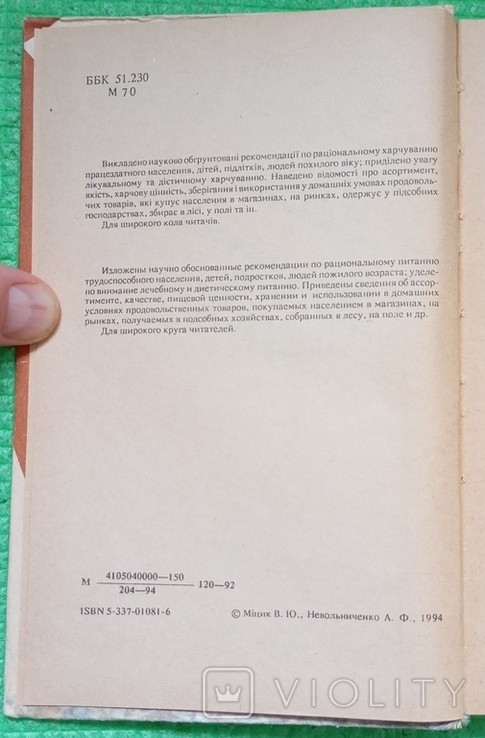 ББК 51.230
М 70
Викладено науково обгрунтовані рекомендації по раціональному харчуванню
працездатного населення, дітей, підлітків, людей похилого віку; приділено увагу
лікувальному та дієтичному харчуванню. Наведено відомості про асортимент,
якість, харчову цінність, зберігання і використання у домашніх умовах продоволь-
чих товарів, які купує населення в магазинах, на ринках, одержує у підсобних
господарствах, збирає в лісі, у полі та ін.
Для широкого кола читачів.
Изложены научно обоснованные рекомендации по рациональному питанию
трудоспособного населения, детей, подростков, людей пожилого возраста; уделе-
но внимание лечебному и диетическому питанию. Приведены сведения об ассор-
тименте, качестве, пищевой ценности, хранении и использовании в домашних
условиях продовольственных товаров, покупаемых населением в магазинах, на
рынках, получаемых в подсобных хозяйствах, собранных в лесу, на поле и др.
Для широкого круга читателей.
М 4105040000—150
204—94 120—92
ISBN 5-337-01081-6
© Міцик В. Ю., Невольниченко А. Ф., 1994
VIOLITY